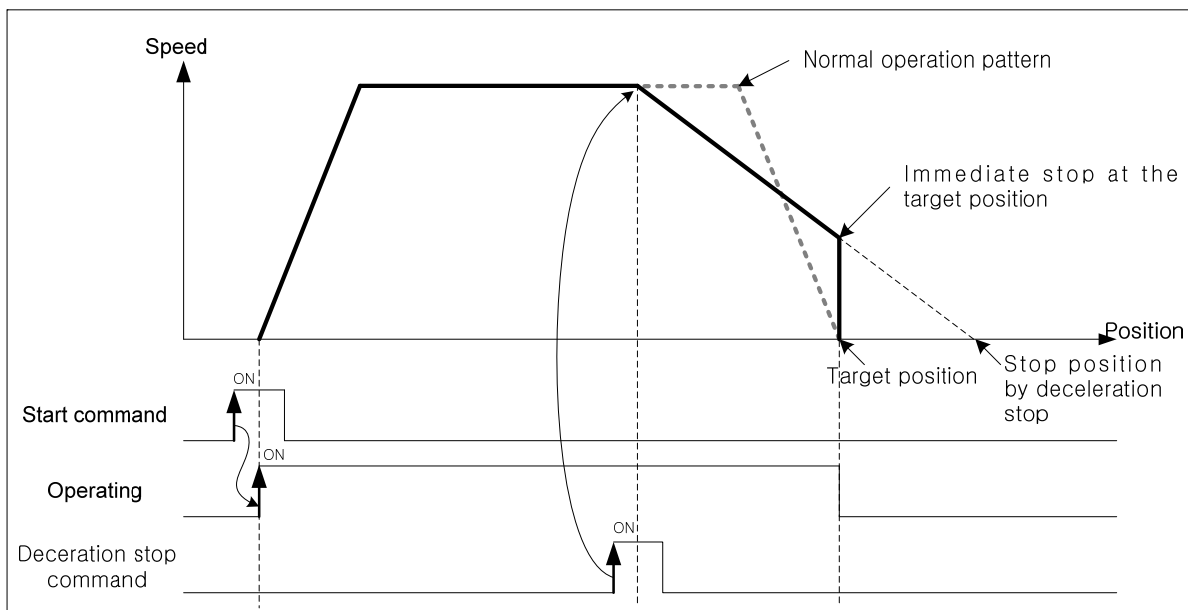 Speed
Normal operation pattern
Immediate stop at the
target position
Position
Target position
Stop position
by deceleration
stop
ON
Start command
ON
Operating
ON
Deceration stop
command